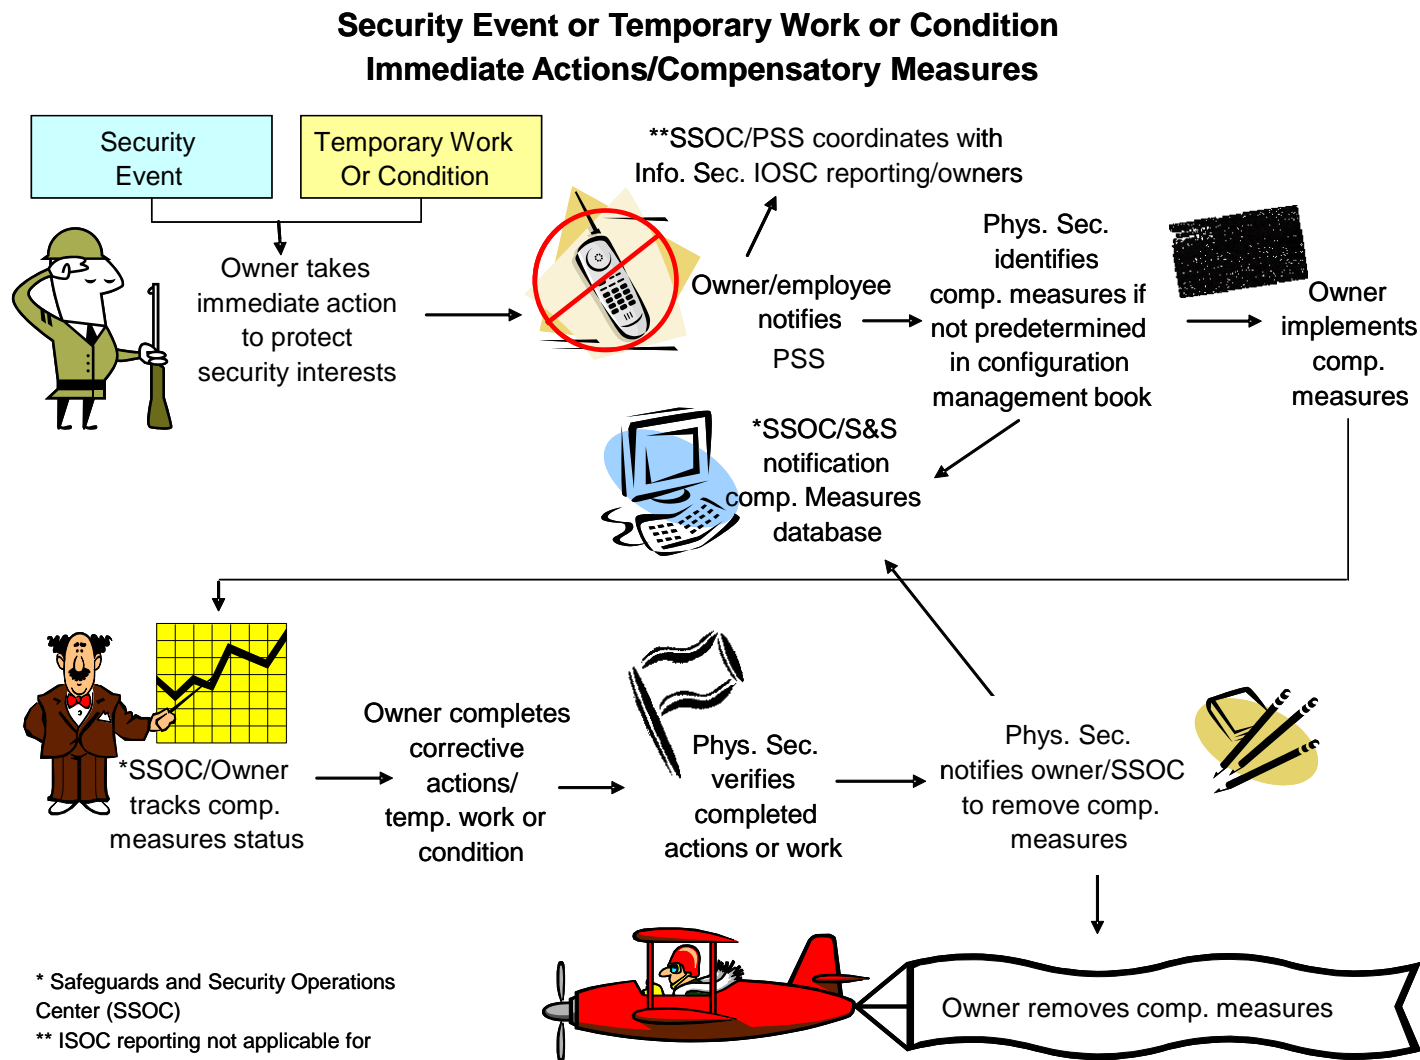 Security Event or Temporary Work or Condition
Immediate Actions/Compensatory Measures
Security
Event
Temporary Work
Or Condition
**SSOC/PSS coordinates with
Info. Sec. IOSC reporting/owners
Owner takes
immediate action
to protect
security interests
Owner/employee
notifies
PSS
Phys. Sec.
identifies
comp. measures if
not predetermined
in configuration
management book
Owner
implements
comp.
measures
*SSOC/S&S
notification
comp. Measures
database
*SSOC/Owner
tracks comp.
measures status
Owner completes
corrective
actions/
temp. work or
condition
Phys. Sec.
verifies
completed
actions or work
Phys. Sec.
notifies owner/SSOC
to remove comp.
measures
Owner removes comp. measures
* Safeguards and Security Operations
Center (SSOC)
** ISOC reporting not applicable for